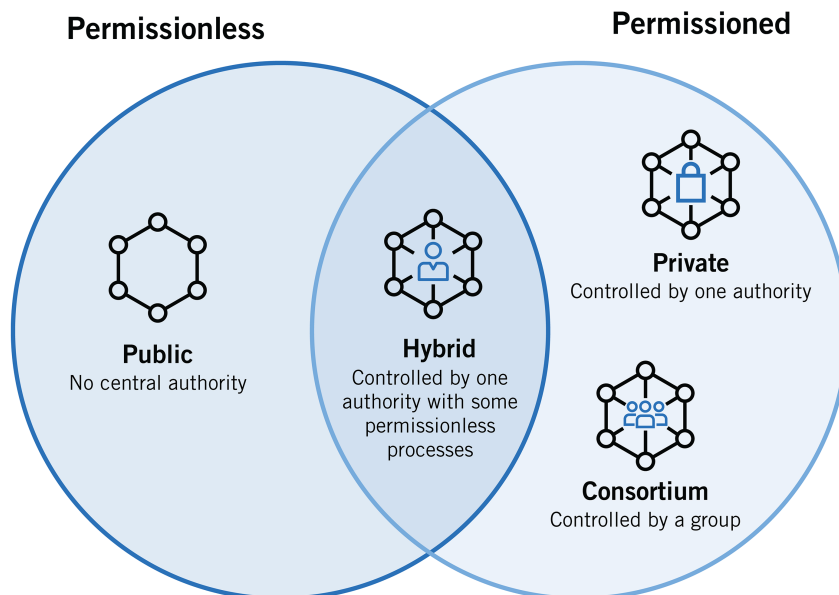 Permissionless
Permissioned
Public
No central authority
Hybrid
Controlled by one
authority with some
permissionless
processes
Private
Controlled by one authority
Consortium
Controlled by a group